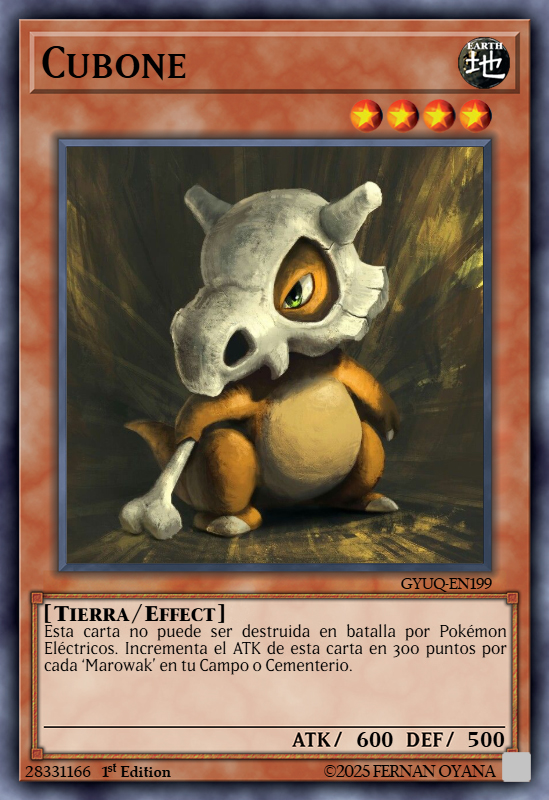 CUBONE
EARTH
地
GYUQ-EN199
[TIERRA/EFFECT]
Esta carta no puede ser destruida en batalla por Pokémon
Eléctricos. Incrementa el ATK de esta carta en 300 puntos por
cada ‘Marowak’ en tu Campo o Cementerio.
ATK/ 600 DEF/ 500
28331166 1st Edition ©2025 FERNAN OYANA